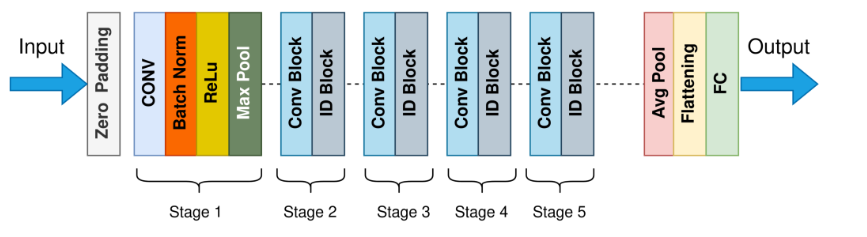 Input
Zero Padding
CONV
Batch Norm
ReLu
Max Pool
Conv Block
ID Block
Conv Block
ID Block
Conv Block
ID Block
Conv Block
ID Block
Avg Pool
Flattening
FC
Output
Stage 1
Stage 2
Stage 3
Stage 4
Stage 5